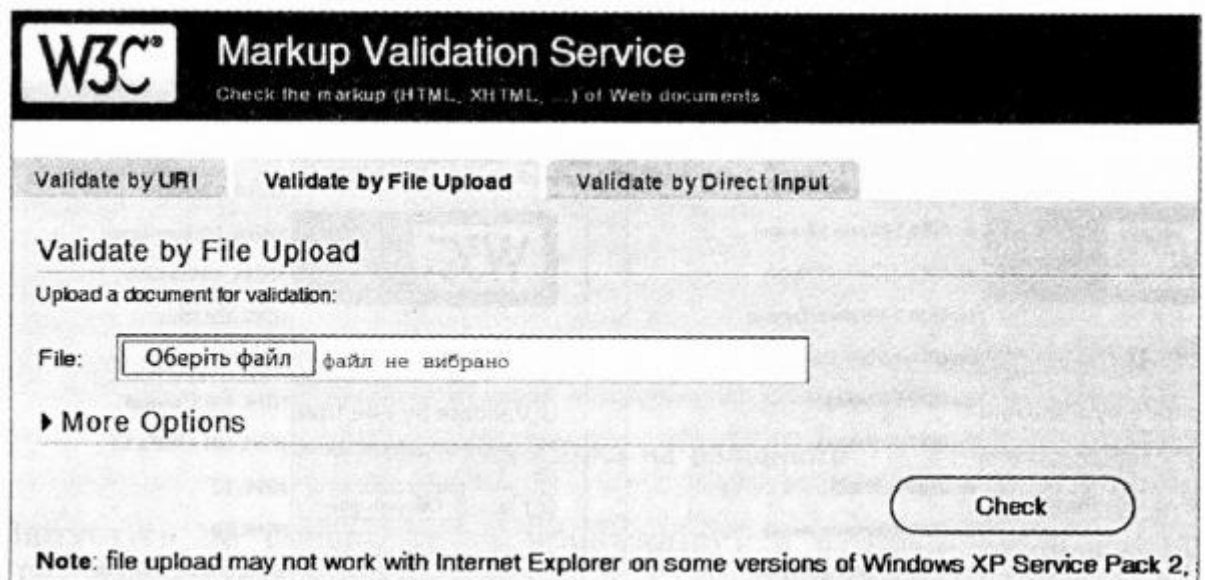 W3C®
Markup Validation Service
Check the markup (HTML, XHTML, ...) of Web documents
Validate by URI Validate by File Upload Validate by Direct Input
Validate by File Upload
Upload a document for validation:
File: Оберіть файл файл не вибрано
More Options
Check
Note: file upload may not work with Internet Explorer on some versions of Windows XP Service Pack 2,